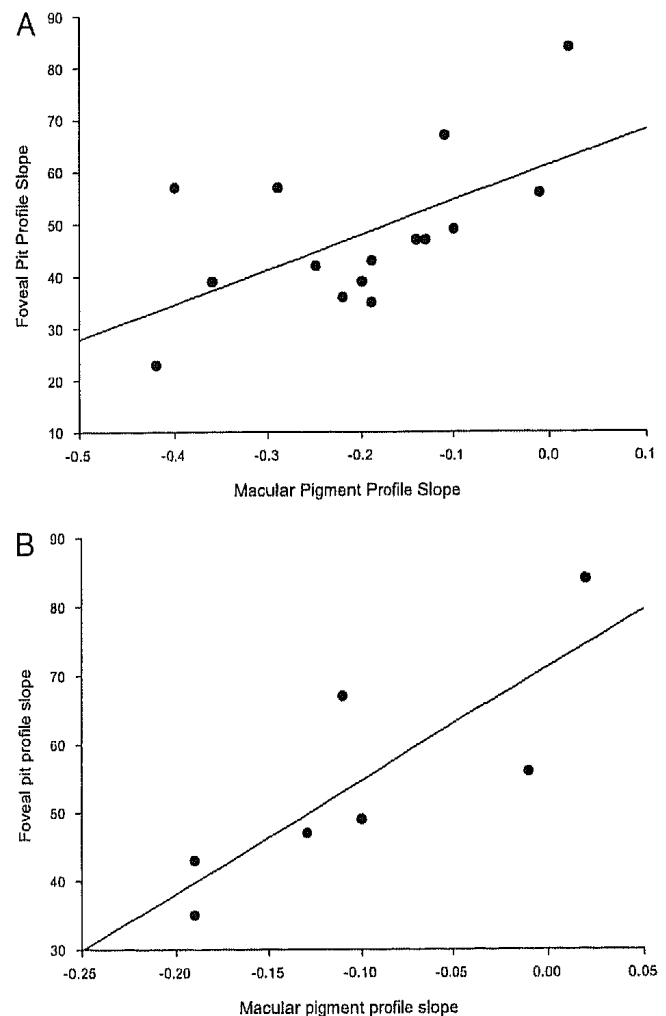 A
90
80
70
60
50
40
30
20
10
Foveal Pit Profile Slope
-0.5 -0.4 -0.3 -0.2 -0.1 0.0 0.1
Macular Pigment Profile Slope
B
90
80
70
60
50
40
30
Foveal pit profile slope
-0.25 -0.20 -0.15 -0.10 -0.05 0.00 0.05
Macular pigment profile slope